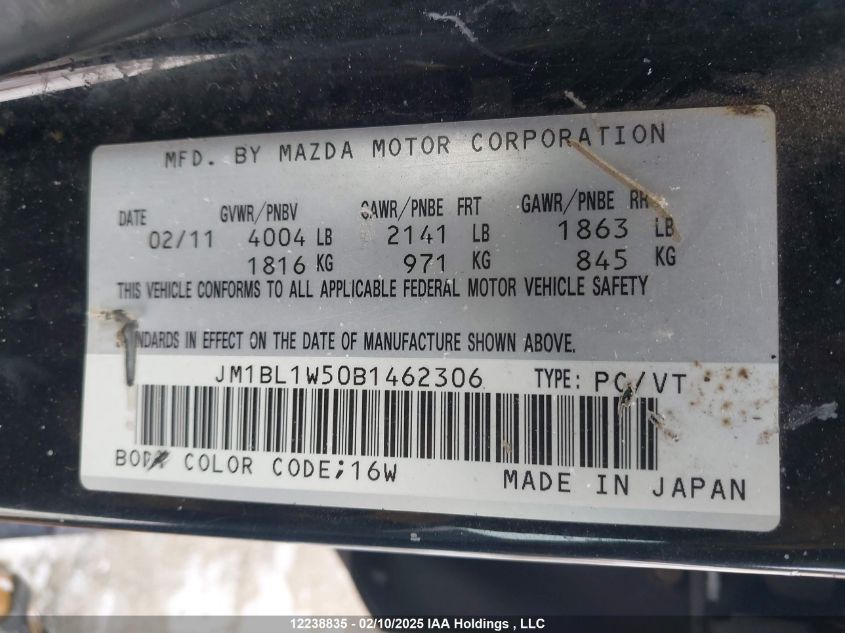 MFD. BY MAZDA MOTOR CORPORATION
DATE GVWR/PNBV GAWR/PNBE FRT GAWR/PNBE RR
02/11 4004 LB 2141 LB 1863 LB
1816 KG 971 KG 845 KG
THIS VEHICLE CONFORMS TO ALL APPLICABLE FEDERAL MOTOR VEHICLE SAFETY
STANDARDS IN EFFECT ON THE DATE OF MANUFACTURE SHOWN ABOVE.
JM1BL1W50B1462306 TYPE: PC/VT
BODY COLOR CODE;16W MADE IN JAPAN
12238835 - 02/10/2025 IAA Holdings , LLC